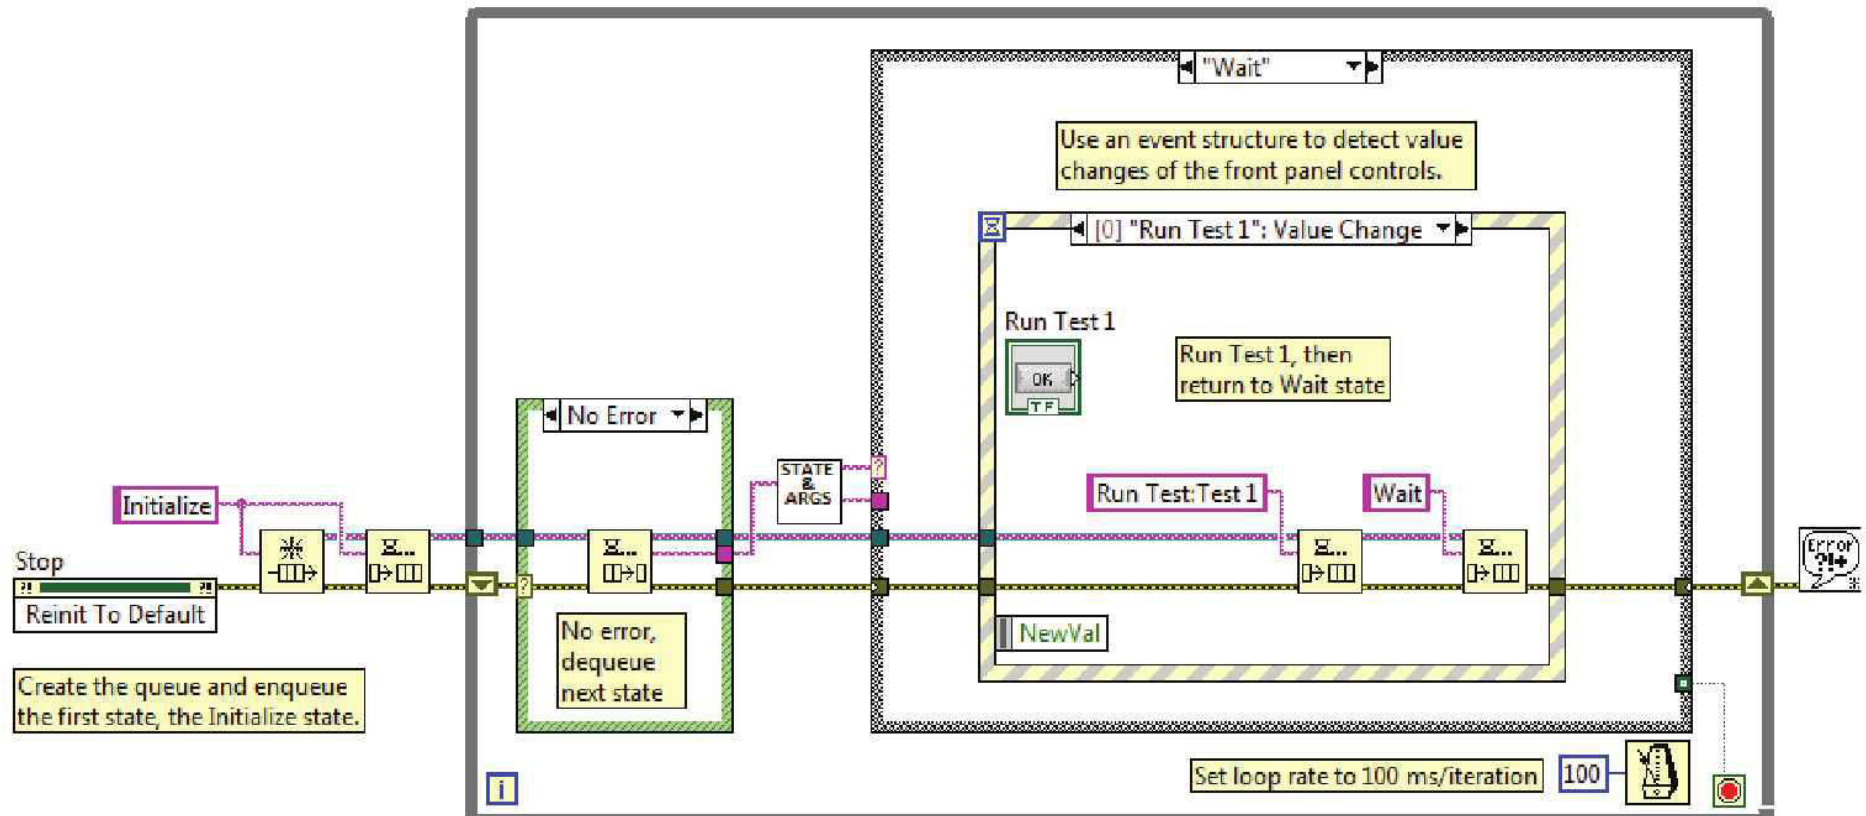 "Wait"
Use an event structure to detect value
changes of the front panel controls.
[0] "Run Test 1": Value Change
Run Test 1
OK
TF
Run Test 1, then
return to Wait state
No Error
STATE
&
ARGS
Initialize
Run Test:Test 1
Wait
Stop
?!
?!
Reinit To Default
?
?
Error
?!+
No error,
dequeue
next state
NewVal
Create the queue and enqueue
the first state, the Initialize state.
i
Set loop rate to 100 ms/iteration
100